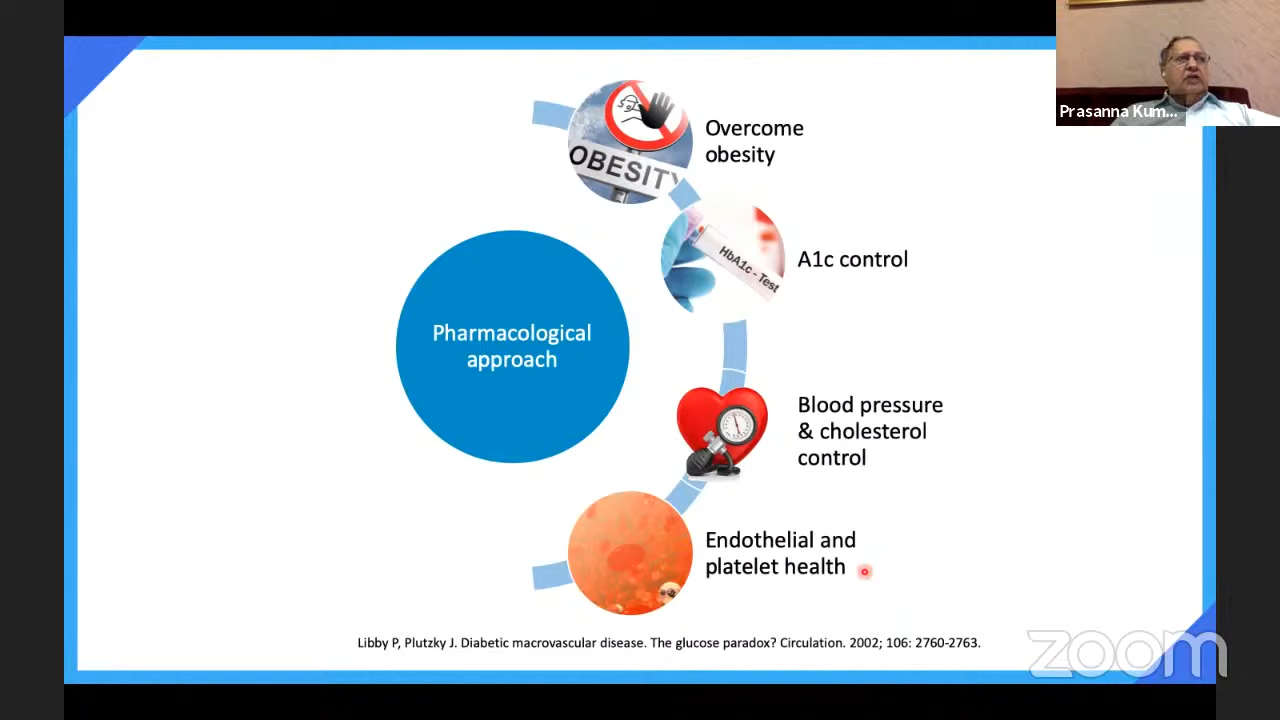 Prasanna Kum...
OBESITY
Overcome
obesity
HbA1c - Test
A1c control
Pharmacological
approach
Blood pressure
& cholesterol
control
Endothelial and
platelet health
Libby P, Plutzky J. Diabetic macrovascular disease. The glucose paradox? Circulation. 2002; 106: 2760-2763.
zoom